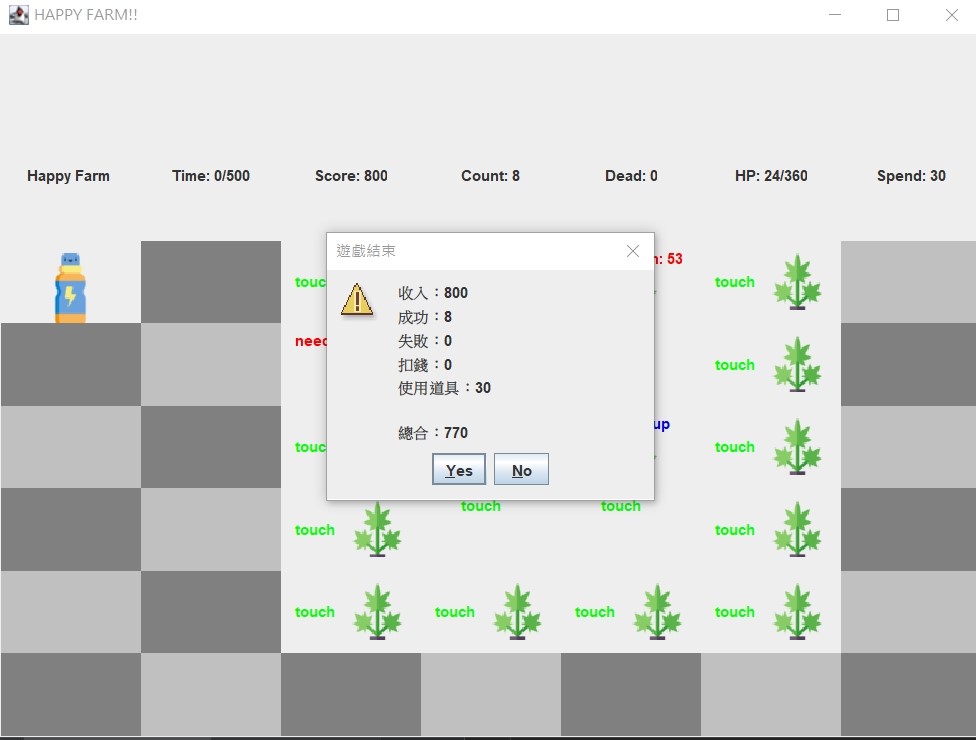 HAPPY FARM!!
Happy Farm
Time: 0/500
Score: 800
Count: 8
Dead: 0
HP: 24/360
Spend: 30
遊戲結束
收入：800
成功：8
失敗：0
扣錢：0
使用道具：30
總合：770
Yes
No
: 53
touch
need
touch
touch
up
touch
touch
touch
touch
touch
touch
touch
touch
touch
touch